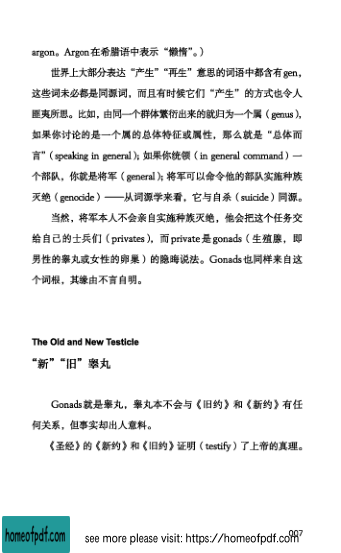 argon。Argon在希腊语中表示“懒惰”。）
世界上大部分表达“产生”“再生”意思的词语中都含有gen，
这些词未必都是同源词，而且有时候它们“产生”的方式也令人
匪夷所思。比如，由同一个群体繁衍出来的就归为一个属（genus），
如果你讨论的是一个属的总体特征或属性，那么就是“总体而
言”（speaking in general）；如果你统领（in general command）一
个部队，你就是将军（general）；将军可以命令他的部队实施种族
灭绝（genocide）——从词源学来看，它与自杀（suicide）同源。
当然，将军本人不会亲自实施种族灭绝，他会把这个任务交
给自己的士兵们（privates），而private是gonads（生殖腺，即
男性的睾丸或女性的卵巢）的隐晦说法。Gonads也同样来自这
个词根，其缘由不言自明。
The Old and New Testicle
“新”“旧”睾丸
Gonads就是睾丸，睾丸本不会与《旧约》和《新约》有任
何关系，但事实却出人意料。
《圣经》的《新约》和《旧约》证明（testify）了上帝的真理。
007
homeofpdf.com
see more please visit: https://homeofpdf.com